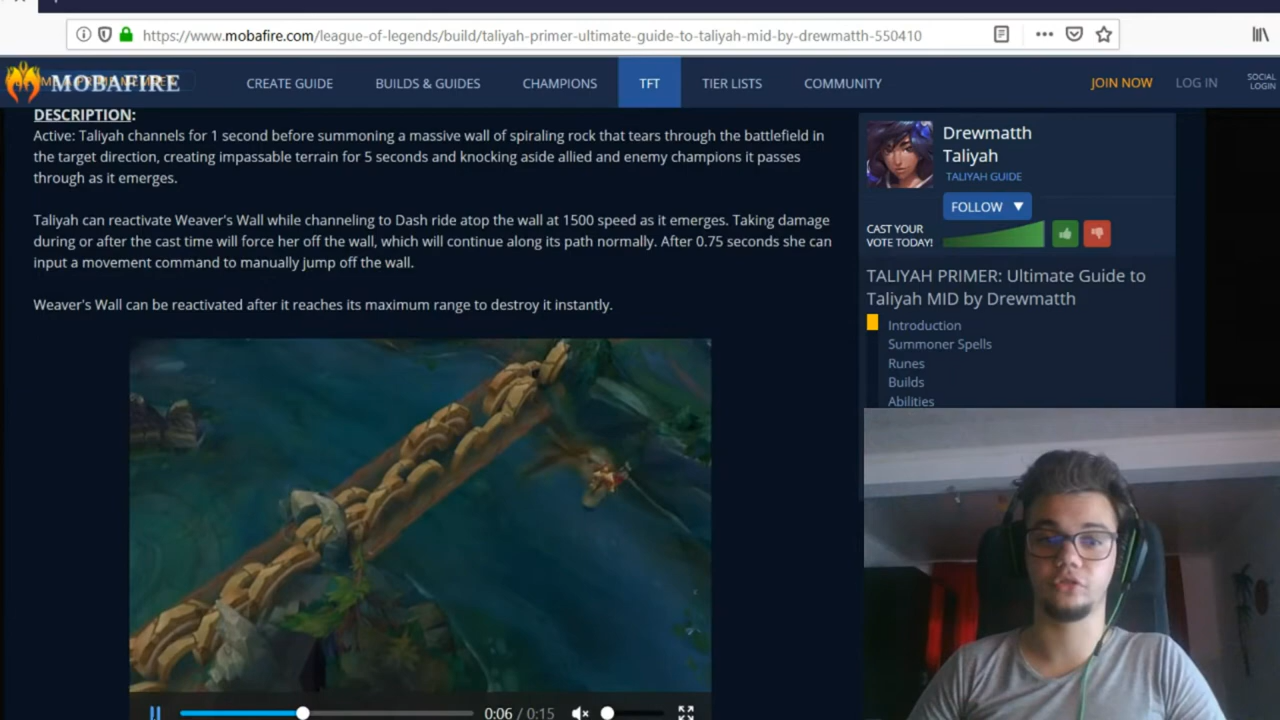 https://www.mobafire.com/league-of-legends/build/taliyah-primer-ultimate-guide-to-taliyah-mid-by-drewmatth-550410
MOBAFIRE
CREATE GUIDE
BUILDS & GUIDES
CHAMPIONS
TFT
TIER LISTS
COMMUNITY
JOIN NOW
LOG IN
SOCIAL
LOGIN
DESCRIPTION:
Active: Taliyah channels for 1 second before summoning a massive wall of spiraling rock that tears through the battlefield in
the target direction, creating impassable terrain for 5 seconds and knocking aside allied and enemy champions it passes
through as it emerges.
Taliyah can reactivate Weaver's Wall while channeling to Dash ride atop the wall at 1500 speed as it emerges. Taking damage
during or after the cast time will force her off the wall, which will continue along its path normally. After 0.75 seconds she can
input a movement command to manually jump off the wall.
Weaver's Wall can be reactivated after it reaches its maximum range to destroy it instantly.
0:06 / 0:15
Drewmatth
Taliyah
TALIYAH GUIDE
FOLLOW
CAST YOUR
VOTE TODAY!
TALIYAH PRIMER: Ultimate Guide to
Taliyah MID by Drewmatth
Introduction
Summoner Spells
Runes
Builds
Abilities